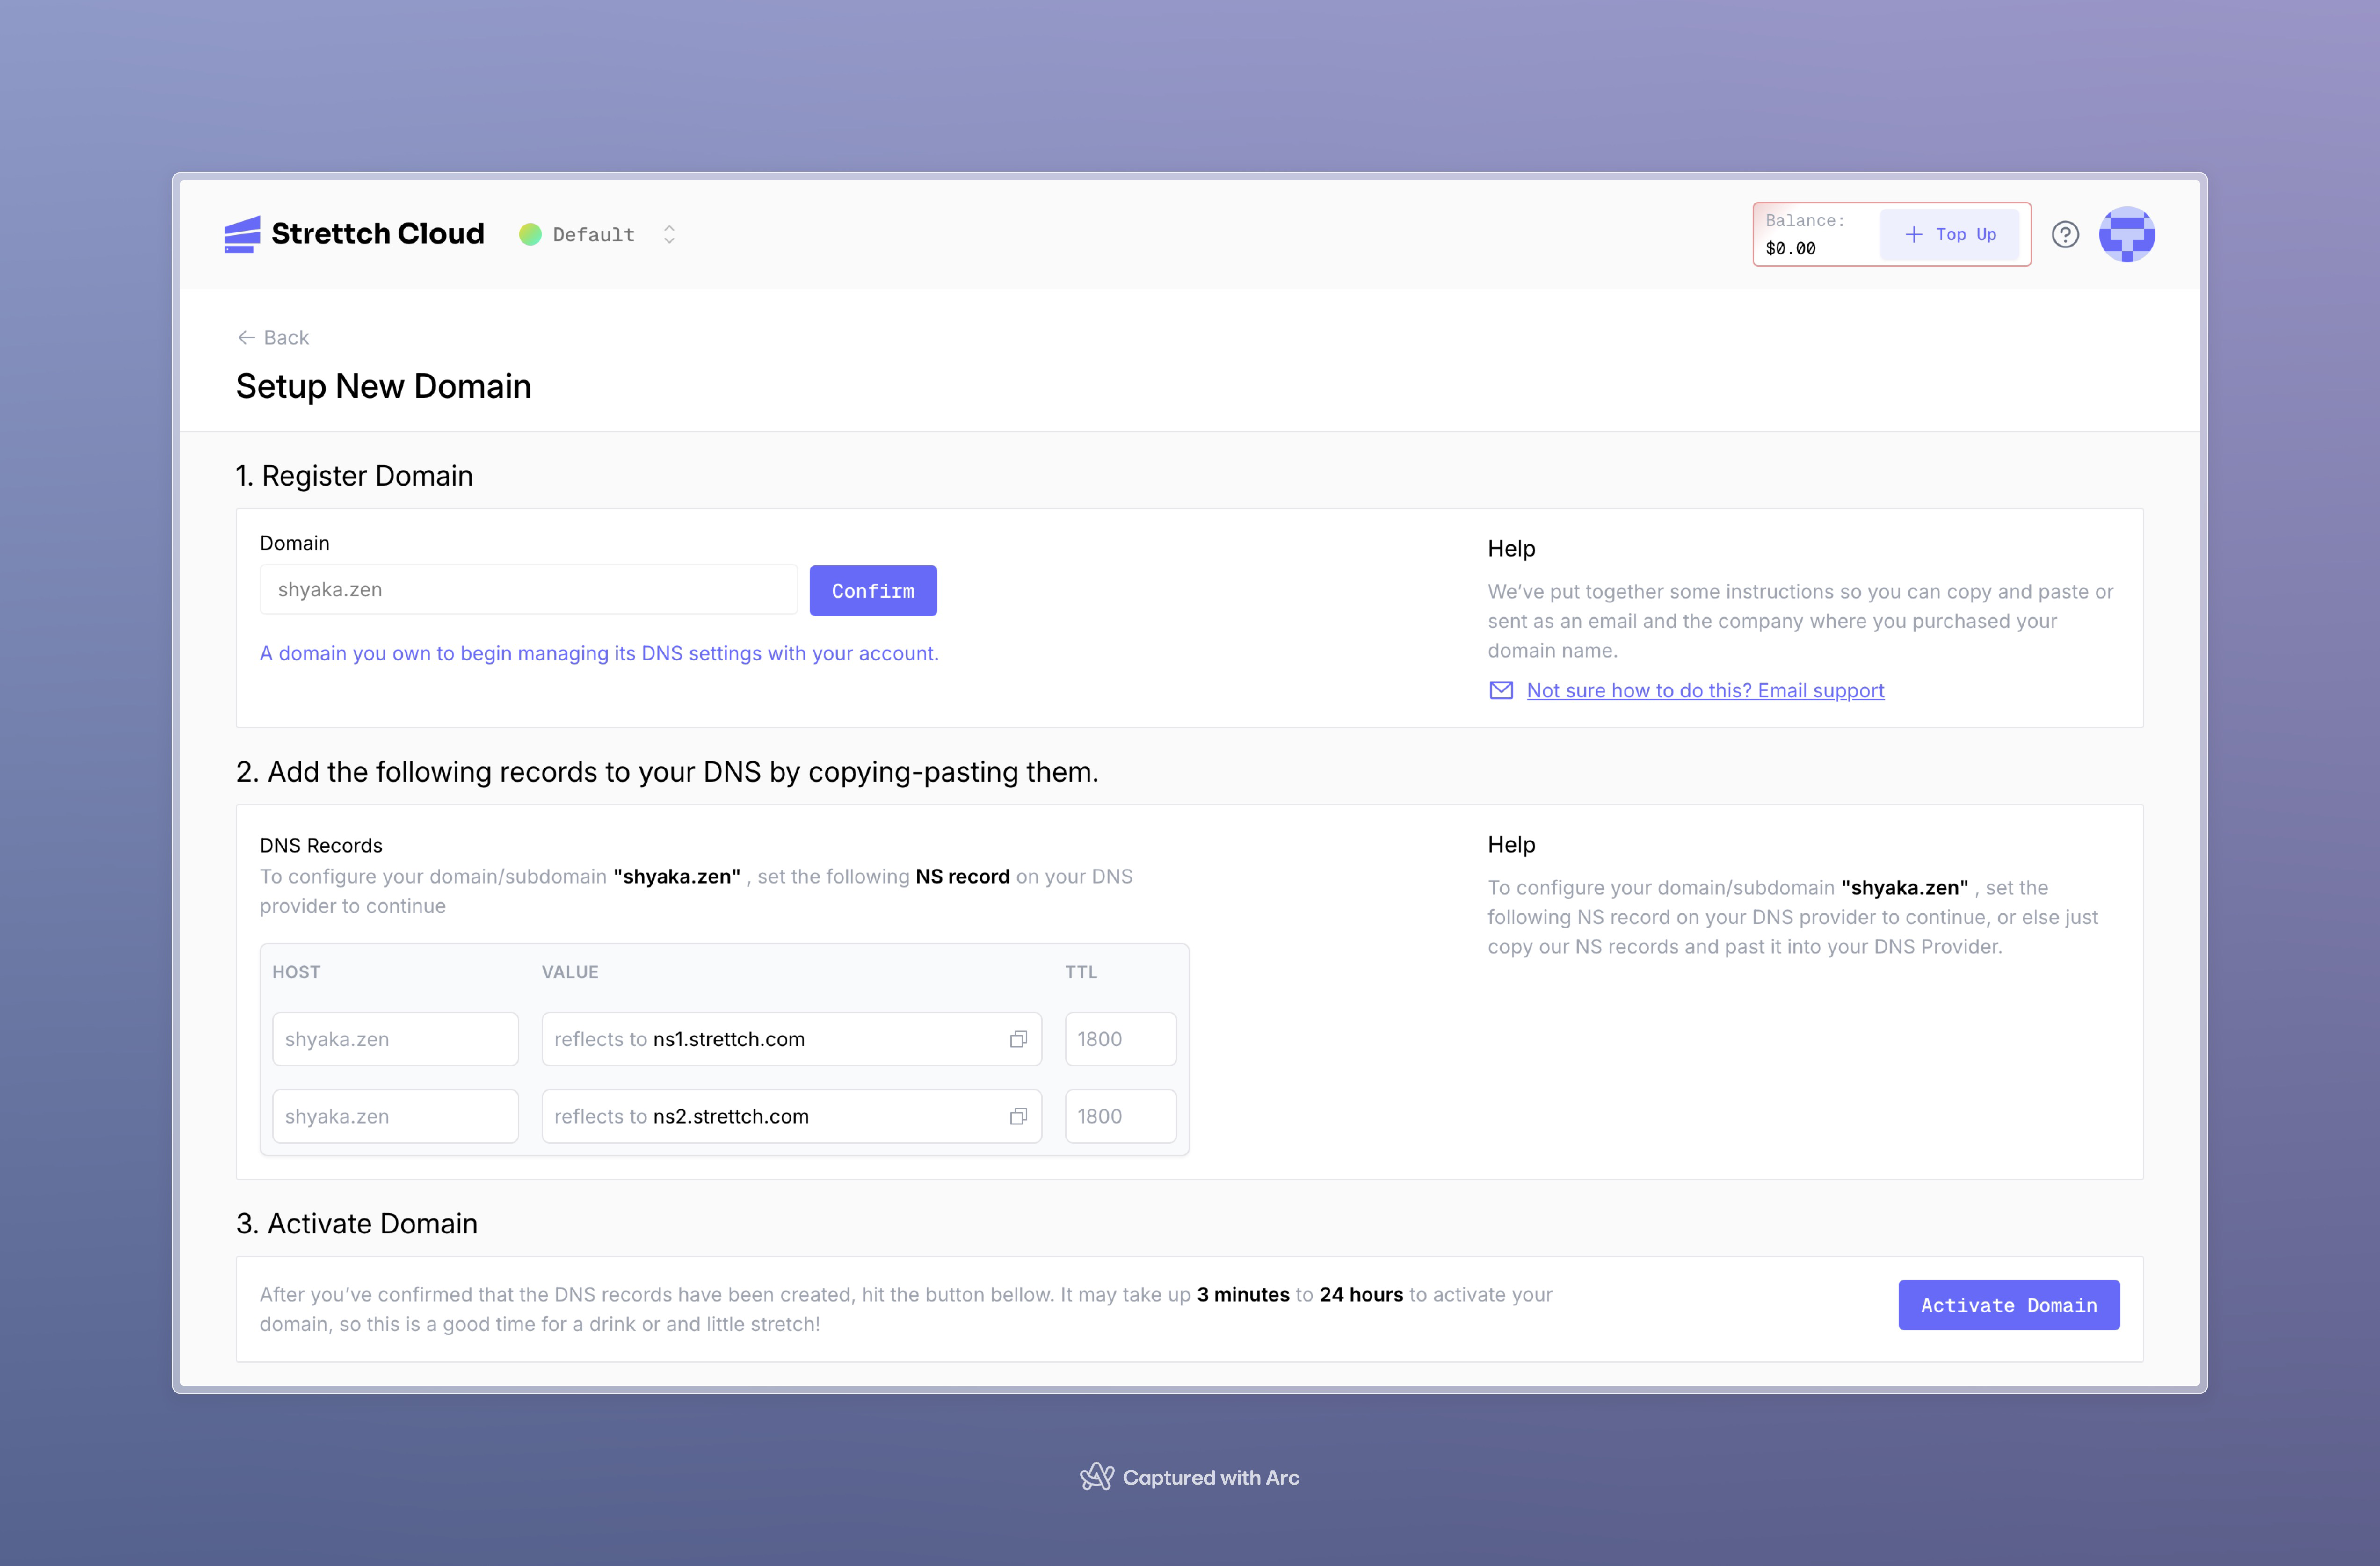 Strettch Cloud
Default
Balance:
$0.00
+ Top Up
← Back
Setup New Domain
1. Register Domain
Domain
shyaka.zen
Confirm
A domain you own to begin managing its DNS settings with your account.
Help
We’ve put together some instructions so you can copy and paste or
sent as an email and the company where you purchased your
domain name.
Not sure how to do this? Email support
2. Add the following records to your DNS by copying-pasting them.
DNS Records
To configure your domain/subdomain "shyaka.zen" , set the following NS record on your DNS
provider to continue
HOST VALUE TTL
shyaka.zen reflects to ns1.strettch.com 1800
shyaka.zen reflects to ns2.strettch.com 1800
Help
To configure your domain/subdomain "shyaka.zen" , set the
following NS record on your DNS provider to continue, or else just
copy our NS records and past it into your DNS Provider.
3. Activate Domain
After you’ve confirmed that the DNS records have been created, hit the button bellow. It may take up 3 minutes to 24 hours to activate your
domain, so this is a good time for a drink or and little stretch!
Activate Domain
Captured with Arc